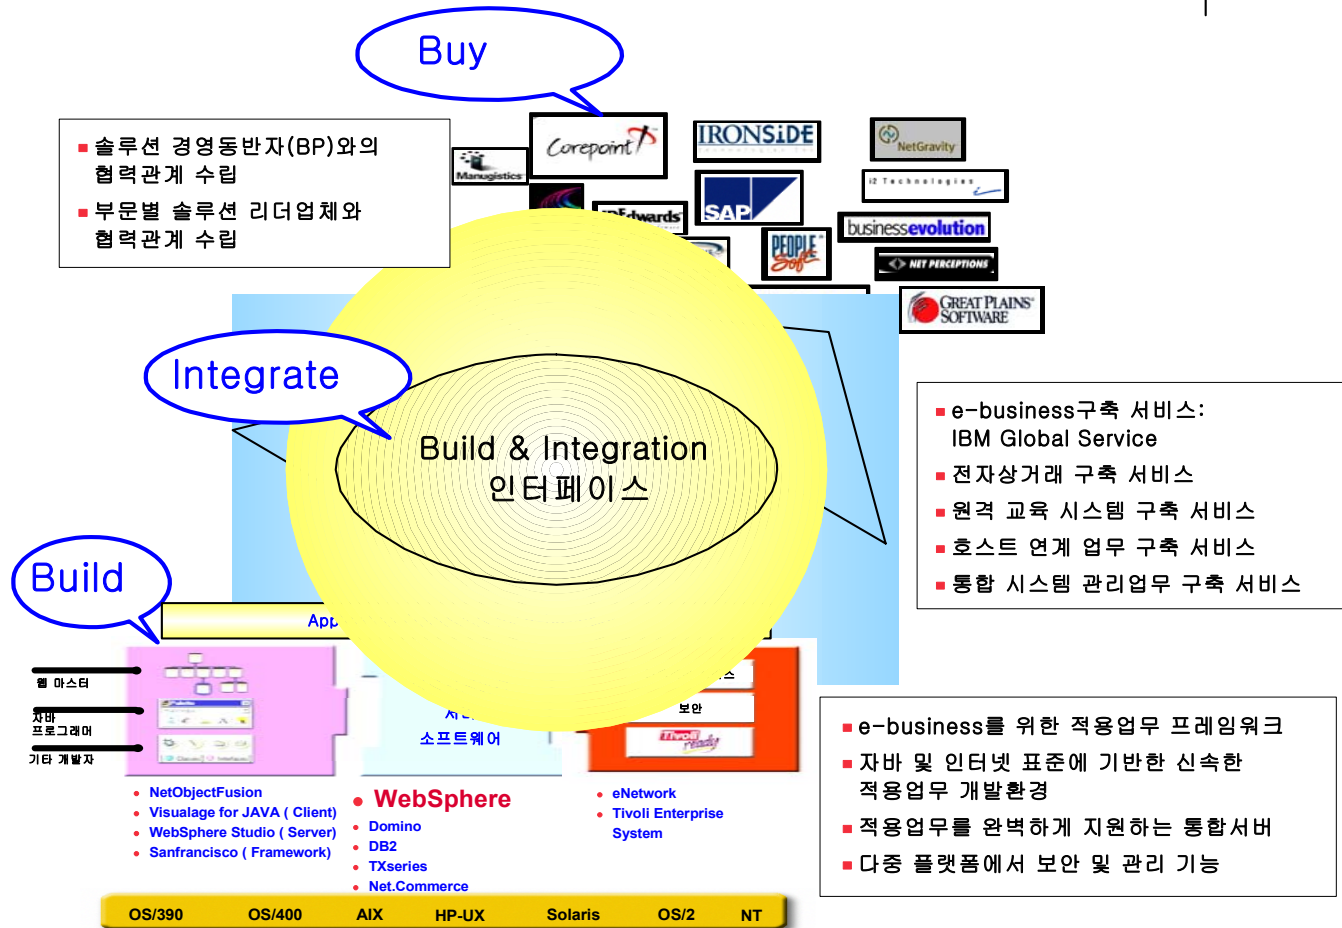 Buy
솔루션 경영동반자(BP)와의
협력관계 수립
부문별 솔루션 리더업체와
협력관계 수립
Manugistics
Corepoint
IRONSIDE
NetGravity
i2 Technologies
SAP
Edwards
PEOPLE
Soft
businessevolution
NET PERCEPTIONS
GREAT PLAINS
SOFTWARE
Integrate
Build & Integration
인터페이스
e-business구축 서비스:
IBM Global Service
전자상거래 구축 서비스
원격 교육 시스템 구축 서비스
호스트 연계 업무 구축 서비스
통합 시스템 관리업무 구축 서비스
Build
App
웹 마스터
자바
프로그래머
기타 개발자
소프트웨어
보안
Tivoli
ready
NetObjectFusion
Visualage for JAVA ( Client)
WebSphere Studio ( Server)
Sanfrancisco ( Framework)
WebSphere
Domino
DB2
TXseries
Net.Commerce
eNetwork
Tivoli Enterprise
System
e-business를 위한 적용업무 프레임워크
자바 및 인터넷 표준에 기반한 신속한
적용업무 개발환경
적용업무를 완벽하게 지원하는 통합서버
다중 플랫폼에서 보안 및 관리 기능
OS/390 OS/400 AIX HP-UX Solaris OS/2 NT